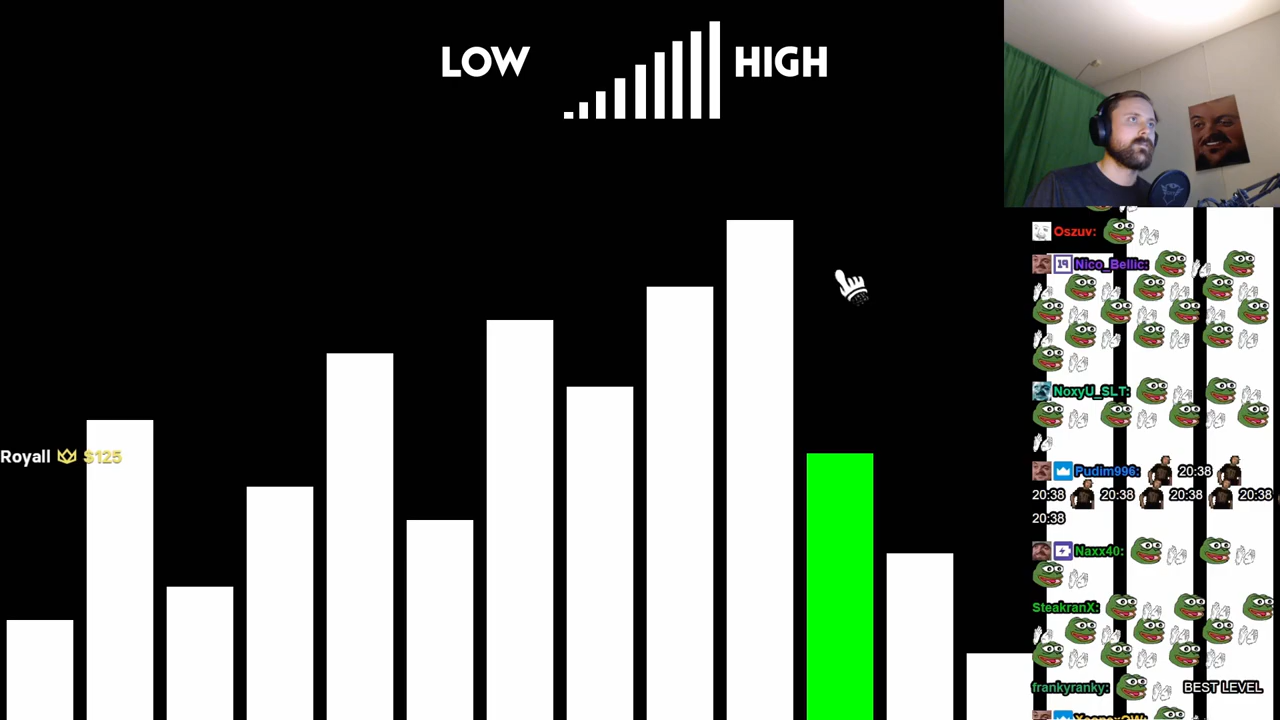 LOW HIGH
Royall $125
Oszuv:
19 Nico_Bellic:
NoxyU_SLT:
Pudim996: 20:38
20:38 20:38 20:38 20:38
20:38
Naxx40:
SteakranX:
frankyranky: BEST LEVEL